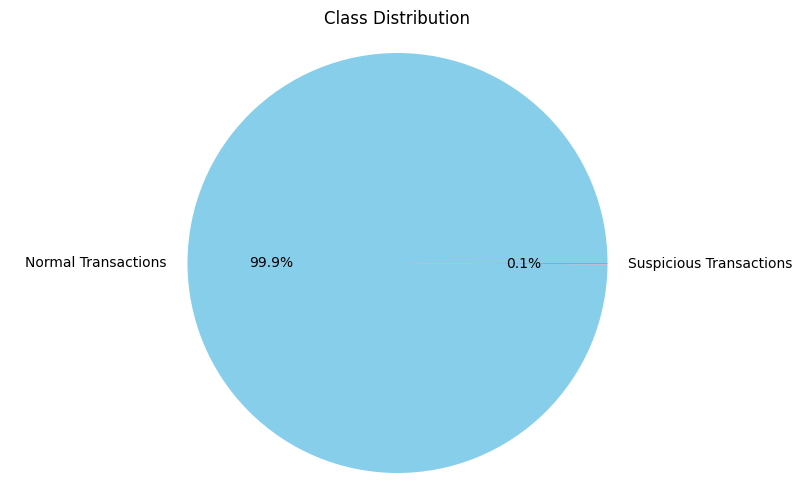 Class Distribution
Normal Transactions
99.9%
0.1%
Suspicious Transactions